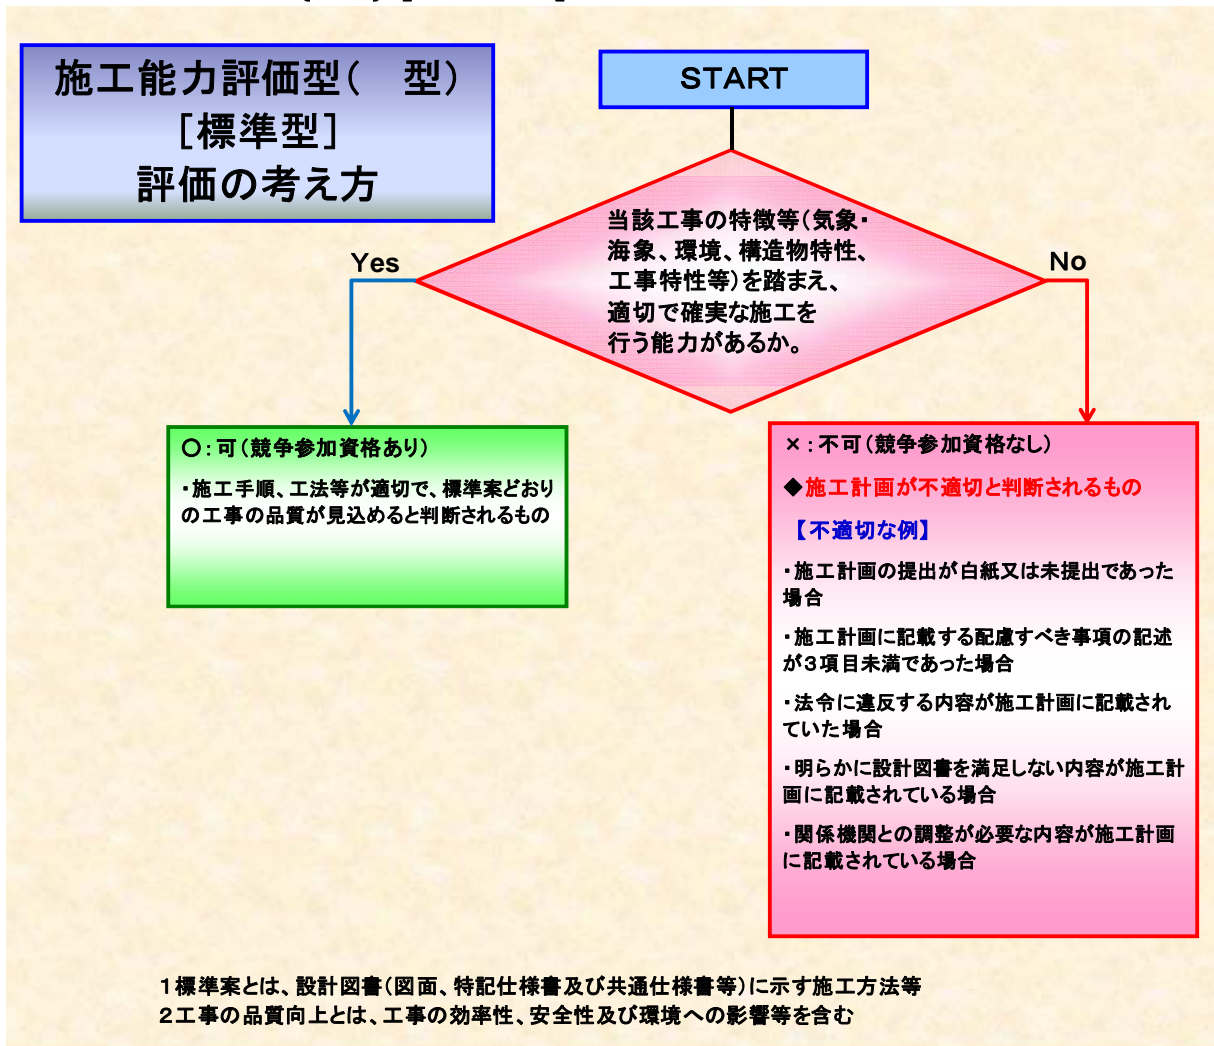 施工能力評価型(　型)
[標準型]
評価の考え方
START
当該工事の特徴等(気象・
海象、環境、構造物特性、
工事特性等)を踏まえ、
適切で確実な施工を
行う能力があるか。
Yes
No
○:可(競争参加資格あり)
・施工手順、工法等が適切で、標準案どおり
の工事の品質が見込めると判断されるもの
×:不可(競争参加資格なし)
◆施工計画が不適切と判断されるもの
【不適切な例】
・施工計画の提出が白紙又は未提出であった
場合
・施工計画に記載する配慮すべき事項の記述
が3項目未満であった場合
・法令に違反する内容が施工計画に記載され
ていた場合
・明らかに設計図書を満足しない内容が施工計
画に記載されている場合
・関係機関との調整が必要な内容が施工計画
に記載されている場合
1標準案とは、設計図書(図面、特記仕様書及び共通仕様書等)に示す施工方法等
2工事の品質向上とは、工事の効率性、安全性及び環境への影響等を含む